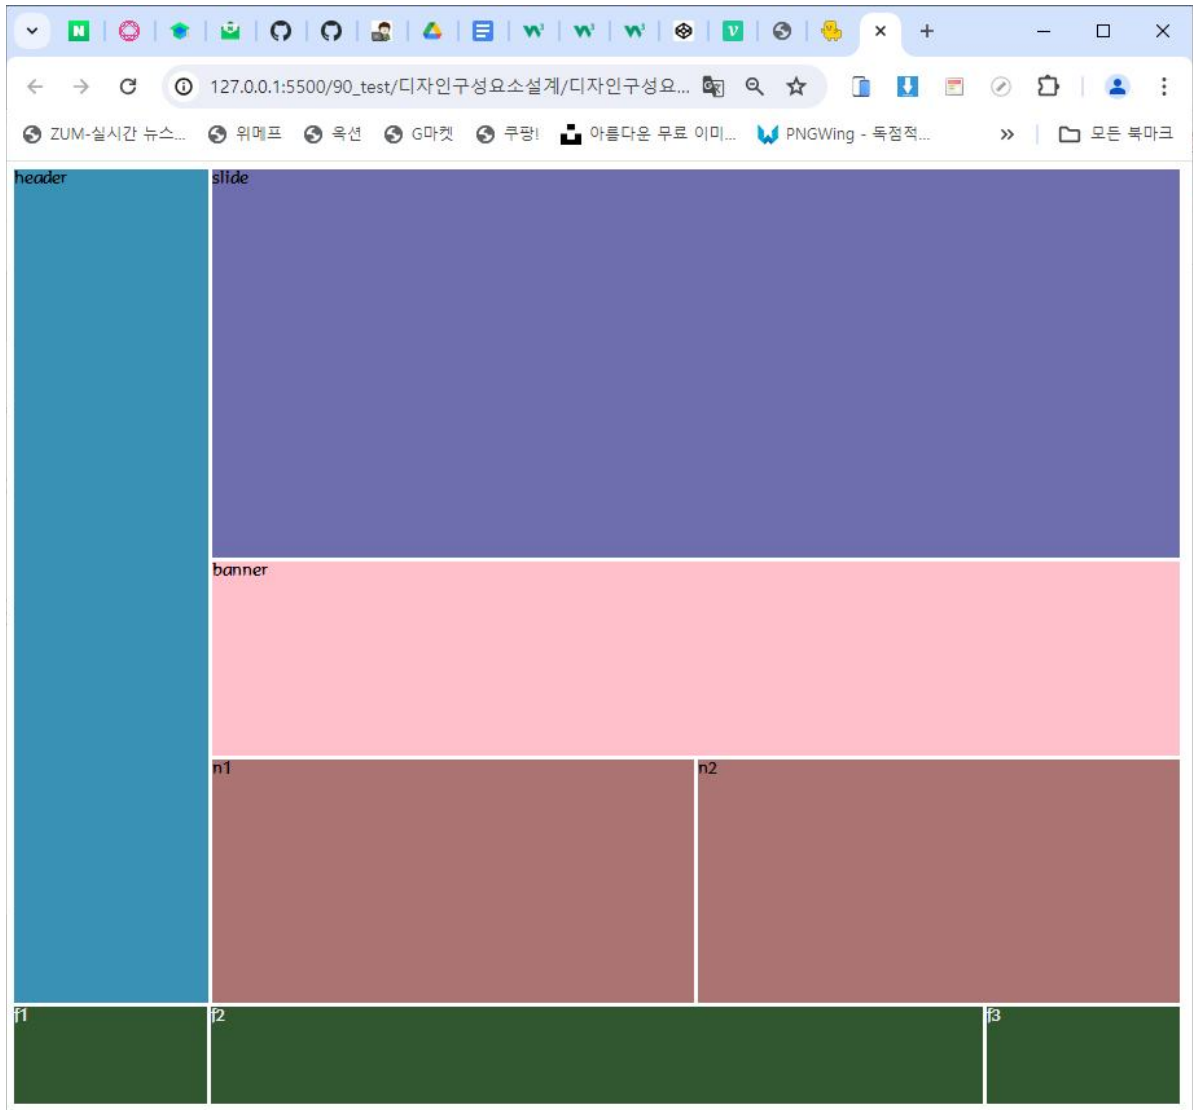 127.0.0.1:5500/90_test/디자인구성요소설계/디자인구성요...
ZUM-실시간 뉴스... 위메프 옥션 G마켓 쿠팡! 아름다운 무료 이미... PNGWing - 독점적... » 모든 북마크
header
slide
banner
n1
n2
f1
f2
f3